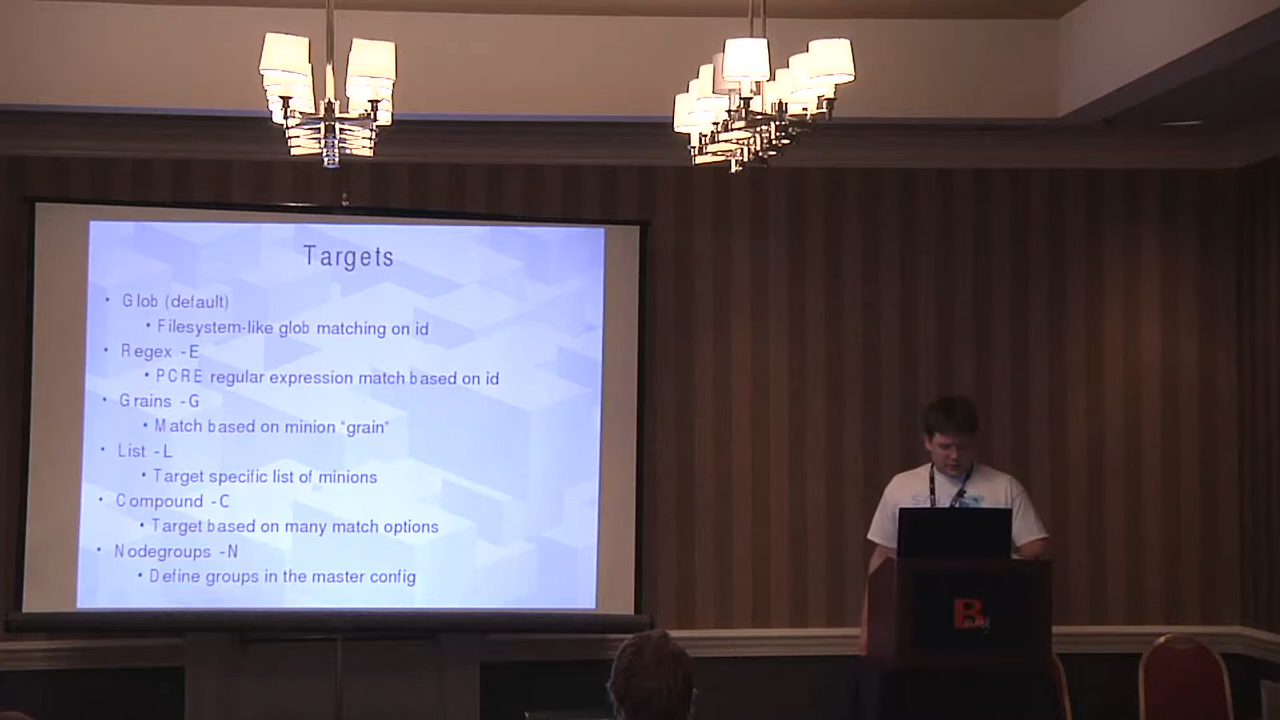 Targets
• Glob (default)
• Filesystem-like glob matching on id
• Regex -E
• PCRE regular expression match based on id
• Grains -G
• Match based on minion "grain"
• List -L
• Target specific list of minions
• Compound -C
• Target based on many match options
• Nodegroups -N
• Define groups in the master config
B